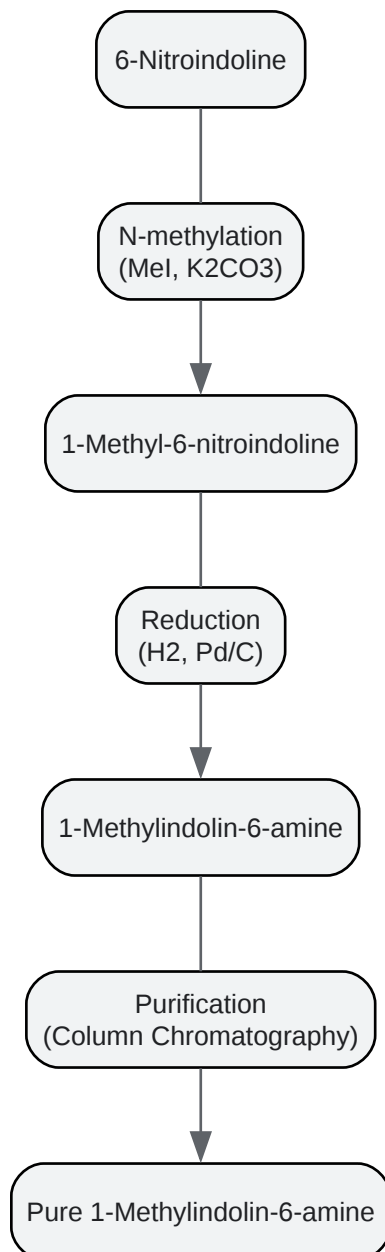 6-Nitroindoline
N-methylation
(MeI, K2CO3)
1-Methyl-6-nitroindoline
Reduction
(H2, Pd/C)
1-Methylindolin-6-amine
Purification
(Column Chromatography)
Pure 1-Methylindolin-6-amine